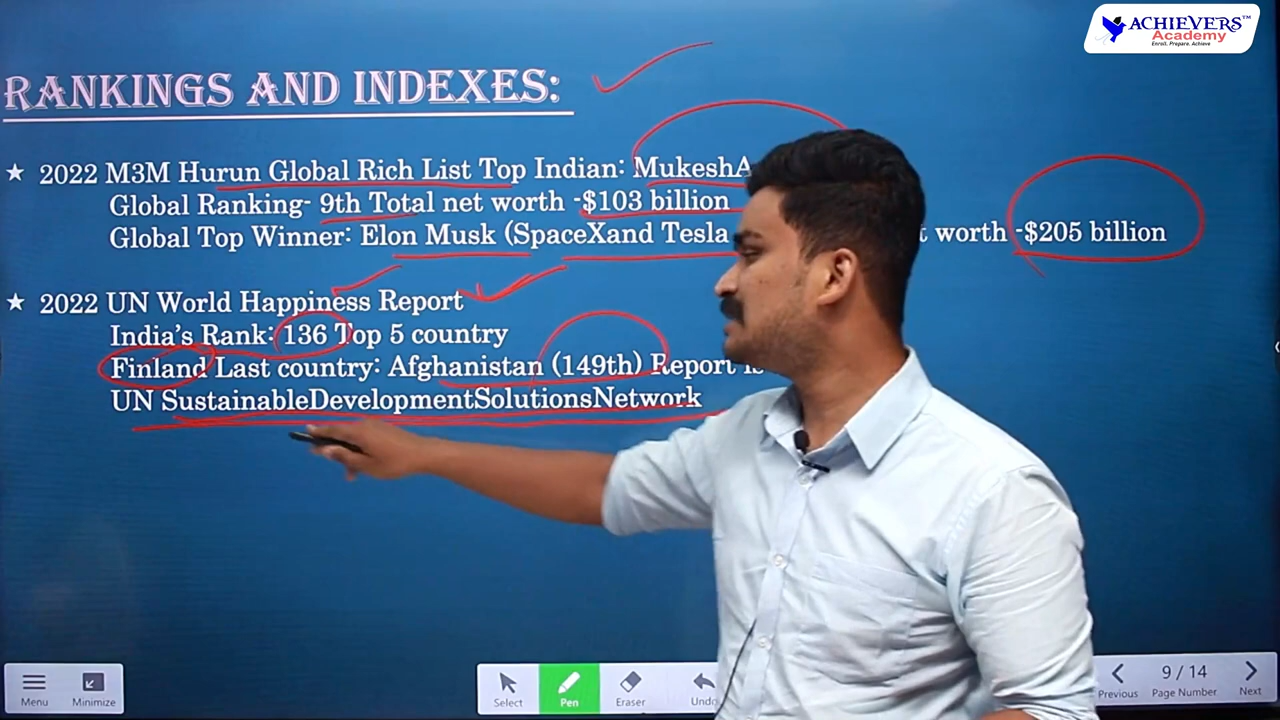 ACHIEVERS™
Academy
Enroll. Prepare. Achieve
RANKINGS AND INDEXES:
★ 2022 M3M Hurun Global Rich List Top Indian: MukeshA
Global Ranking- 9th Total net worth -$103 billion
Global Top Winner: Elon Musk (SpaceXand Tesla t worth -$205 billion
★ 2022 UN World Happiness Report
India's Rank: 136 Top 5 country
Finland Last country: Afghanistan (149th) Report is
UN SustainableDevelopmentSolutionsNetwork
Menu Minimize Select Pen Eraser Undo Previous 9 / 14 Page Number Next